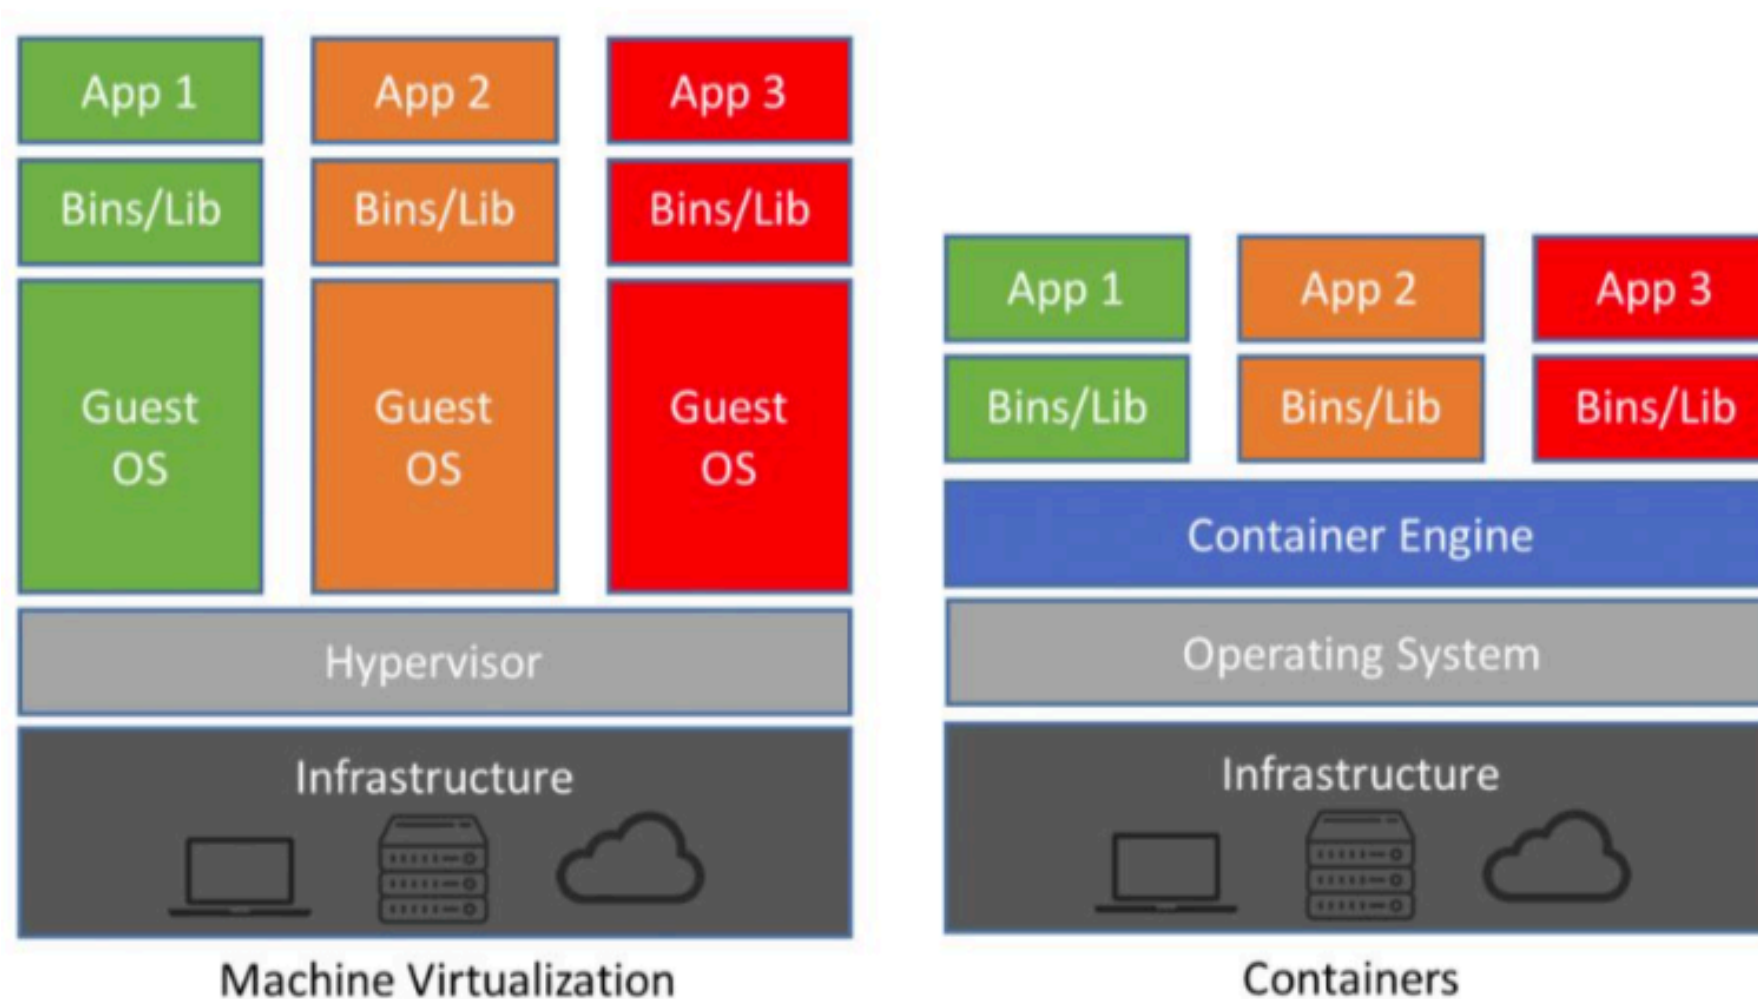 App 1
App 2
App 3
Bins/Lib
Bins/Lib
Bins/Lib
Guest
OS
Guest
OS
Guest
OS
Hypervisor
Infrastructure
Machine Virtualization
App 1
App 2
App 3
Bins/Lib
Bins/Lib
Bins/Lib
Container Engine
Operating System
Infrastructure
Containers